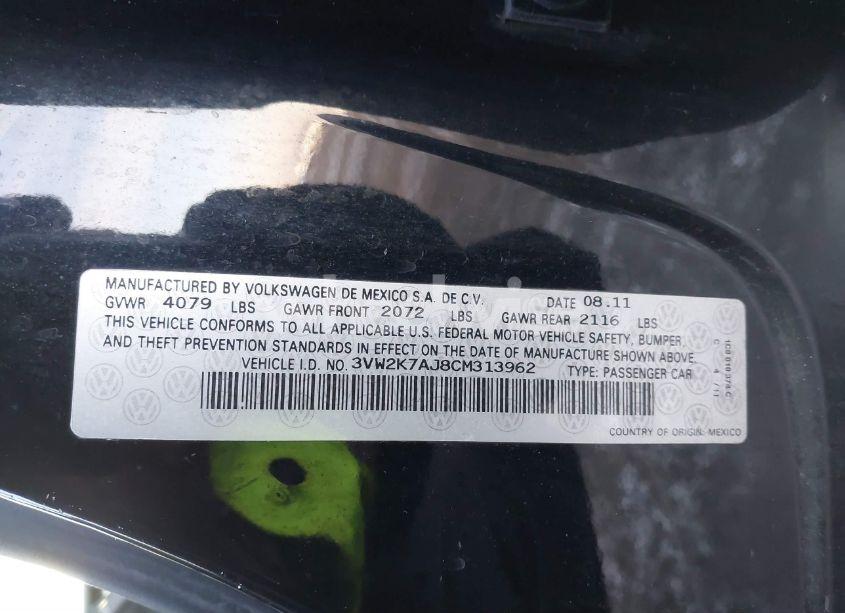 MANUFACTURED BY VOLKSWAGEN DE MEXICO S.A. DE C.V. DATE 08.11
GVWR 4079 LBS GAWR FRONT 2072 LBS GAWR REAR 2116 LBS
THIS VEHICLE CONFORMS TO ALL APPLICABLE U.S. FEDERAL MOTOR VEHICLE SAFETY, BUMPER,
AND THEFT PREVENTION STANDARDS IN EFFECT ON THE DATE OF MANUFACTURE SHOWN ABOVE.
VEHICLE I.D. NO. 3VW2K7AJ8CM313962 TYPE: PASSENGER CAR
COUNTRY OF ORIGIN: MEXICO